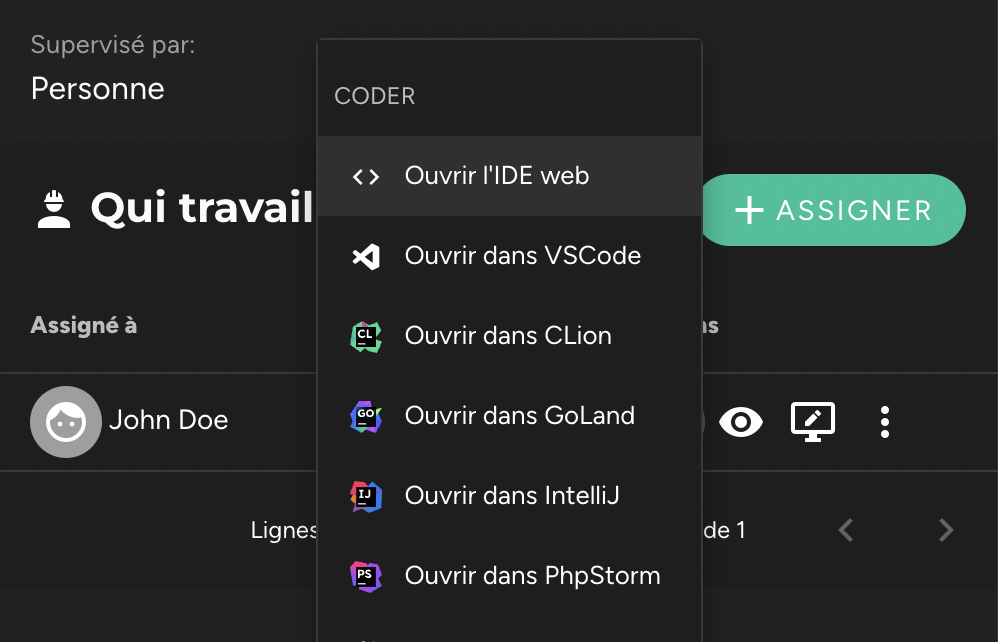 Supervisé par:
Personne
CODER
Ouvrir l'IDE web
Qui travail
ASSIGNER
Ouvrir dans VSCode
Assigné à
CL
Ouvrir dans CLion
John Doe
GO
Ouvrir dans GoLand
IJ
Ouvrir dans IntelliJ
Lignes
de 1
PS
Ouvrir dans PhpStorm